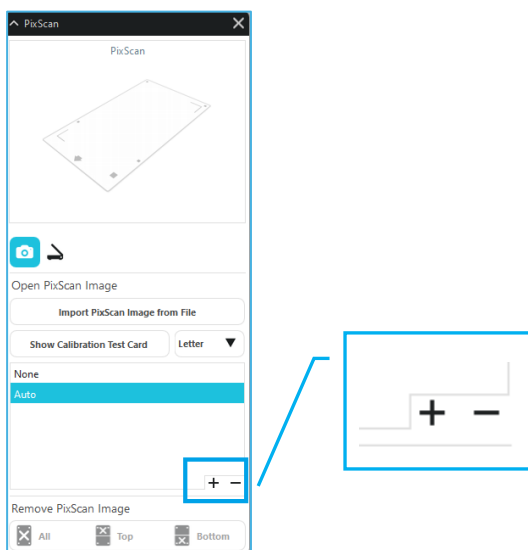 PixScan
PixScan
Open PixScan Image
Import PixScan Image from File
Show Calibration Test Card Letter
None
Auto
+ −
+ −
Remove PixScan Image
All Top Bottom